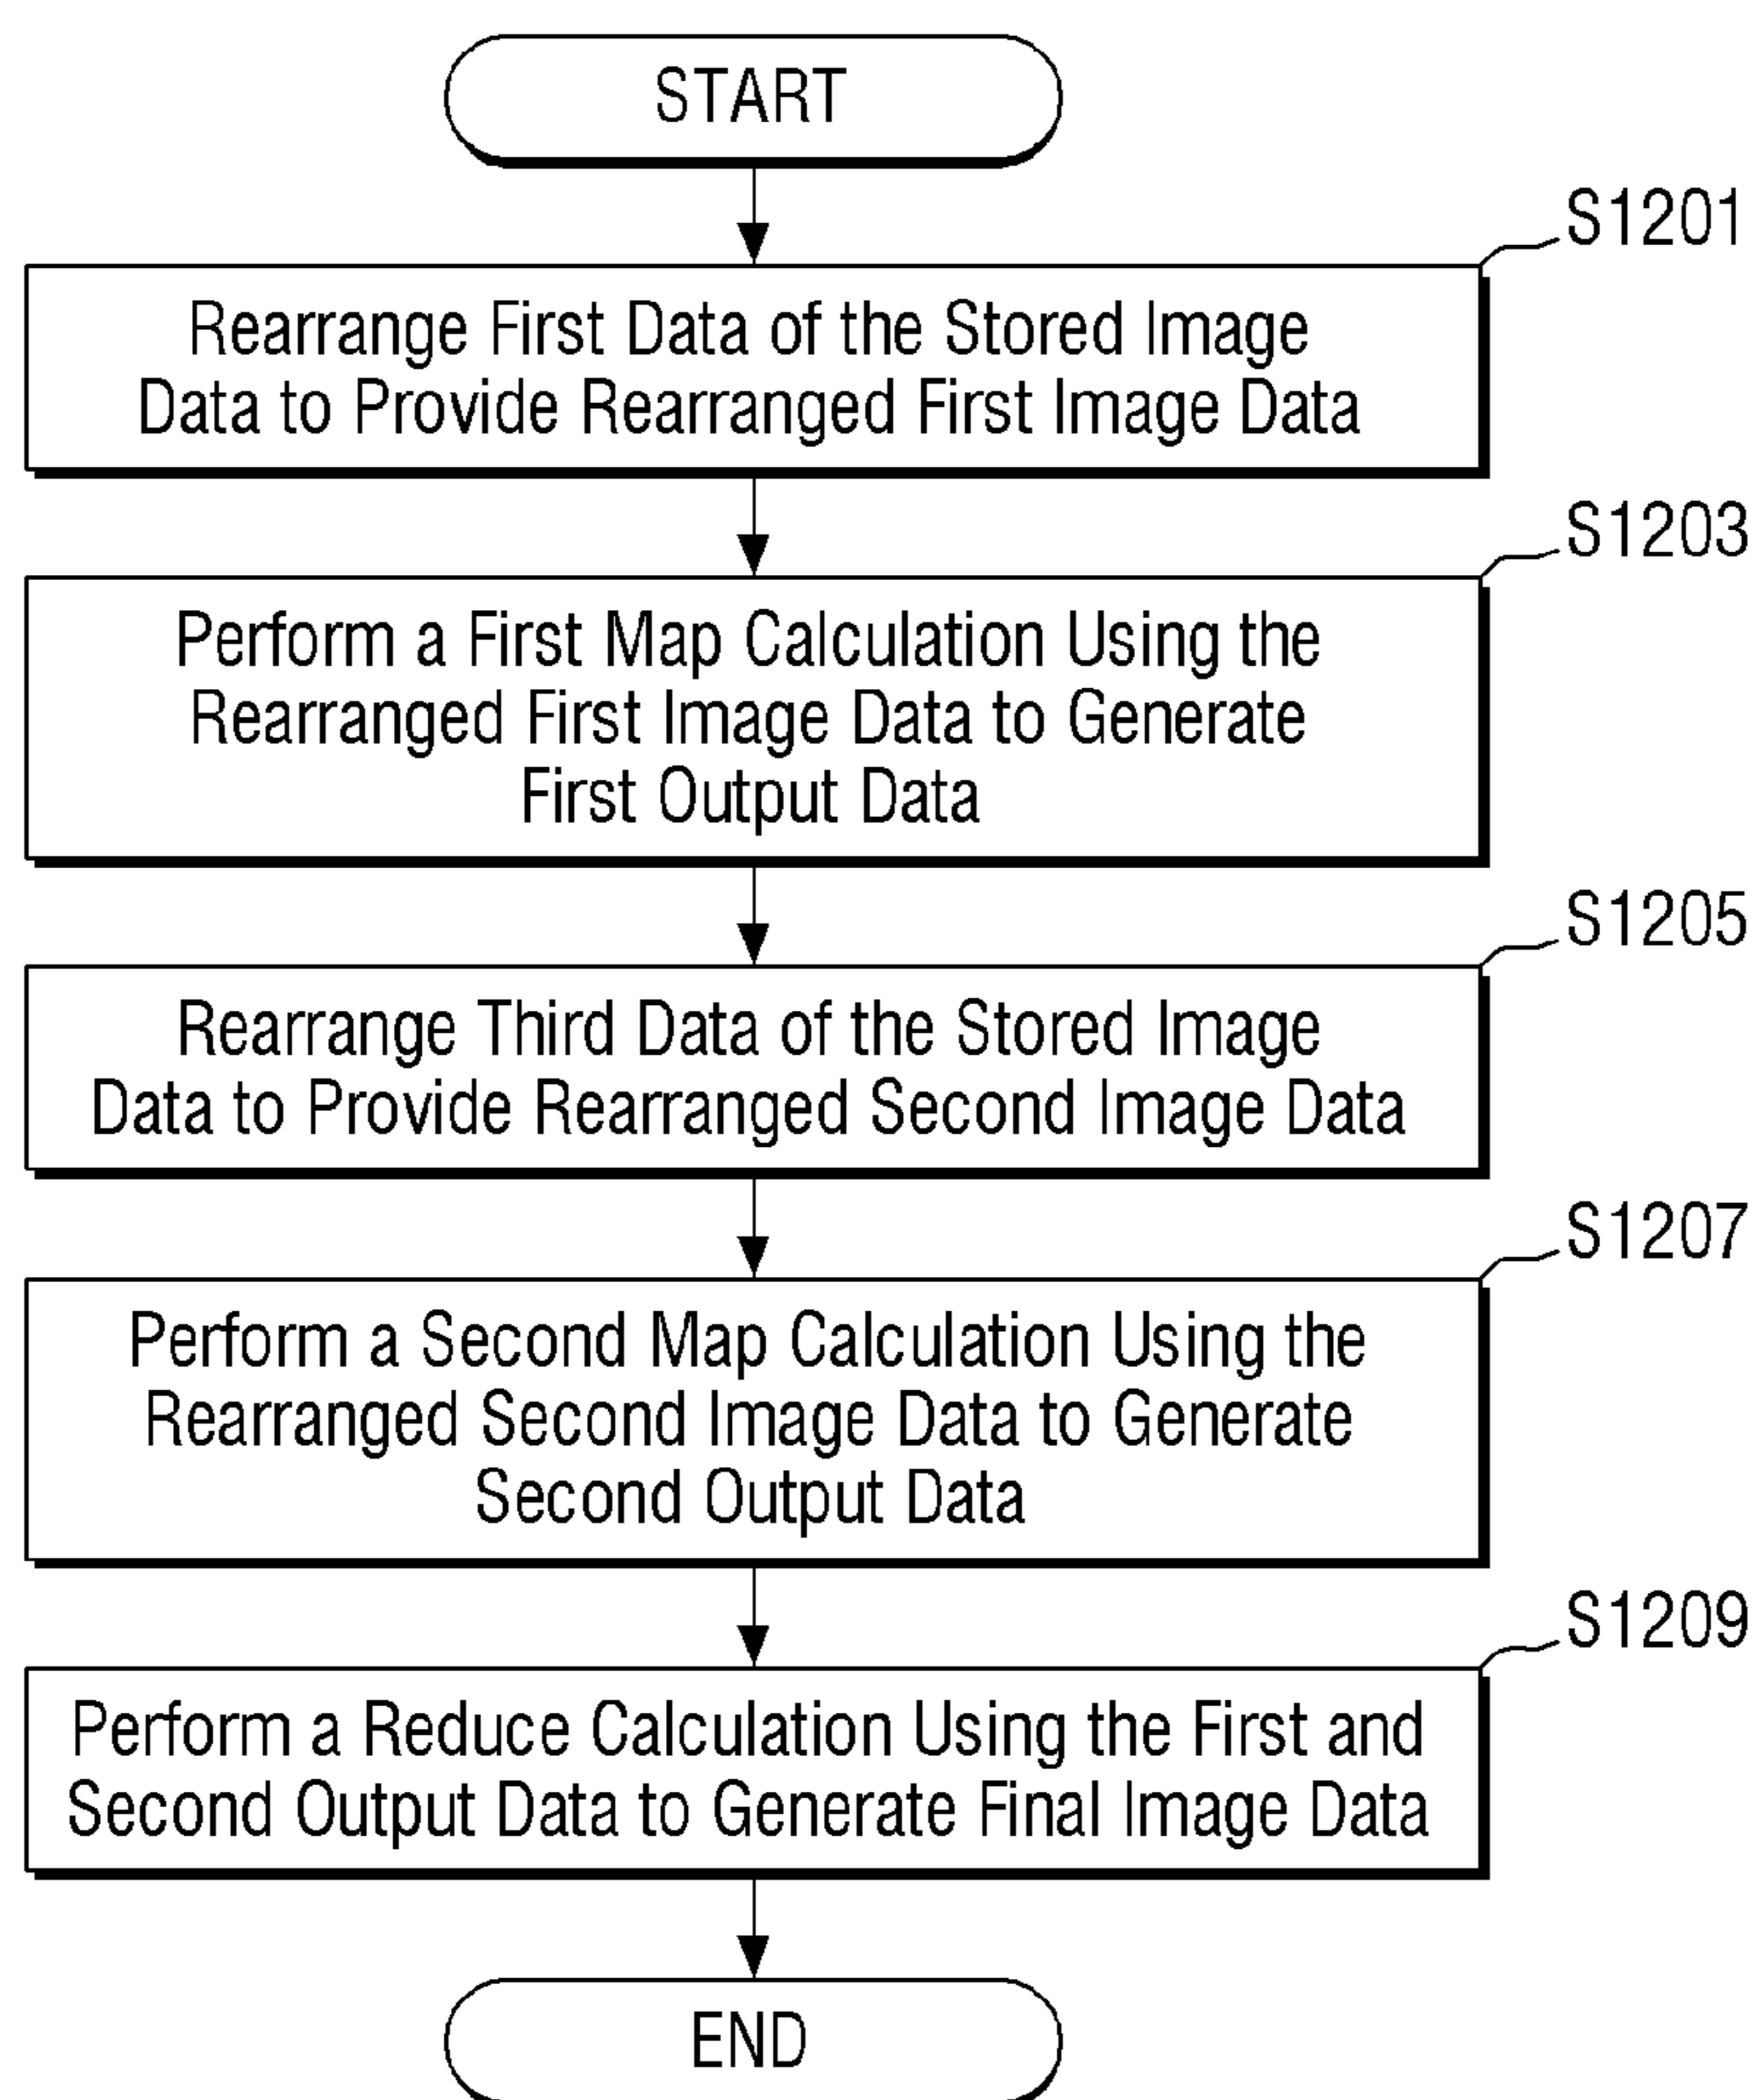 START
S1201
Rearrange First Data of the Stored Image
Data to Provide Rearranged First Image Data
S1203
Perform a First Map Calculation Using the
Rearranged First Image Data to Generate
First Output Data
S1205
Rearrange Third Data of the Stored Image
Data to Provide Rearranged Second Image Data
S1207
Perform a Second Map Calculation Using the
Rearranged Second Image Data to Generate
Second Output Data
S1209
Perform a Reduce Calculation Using the First and
Second Output Data to Generate Final Image Data
END